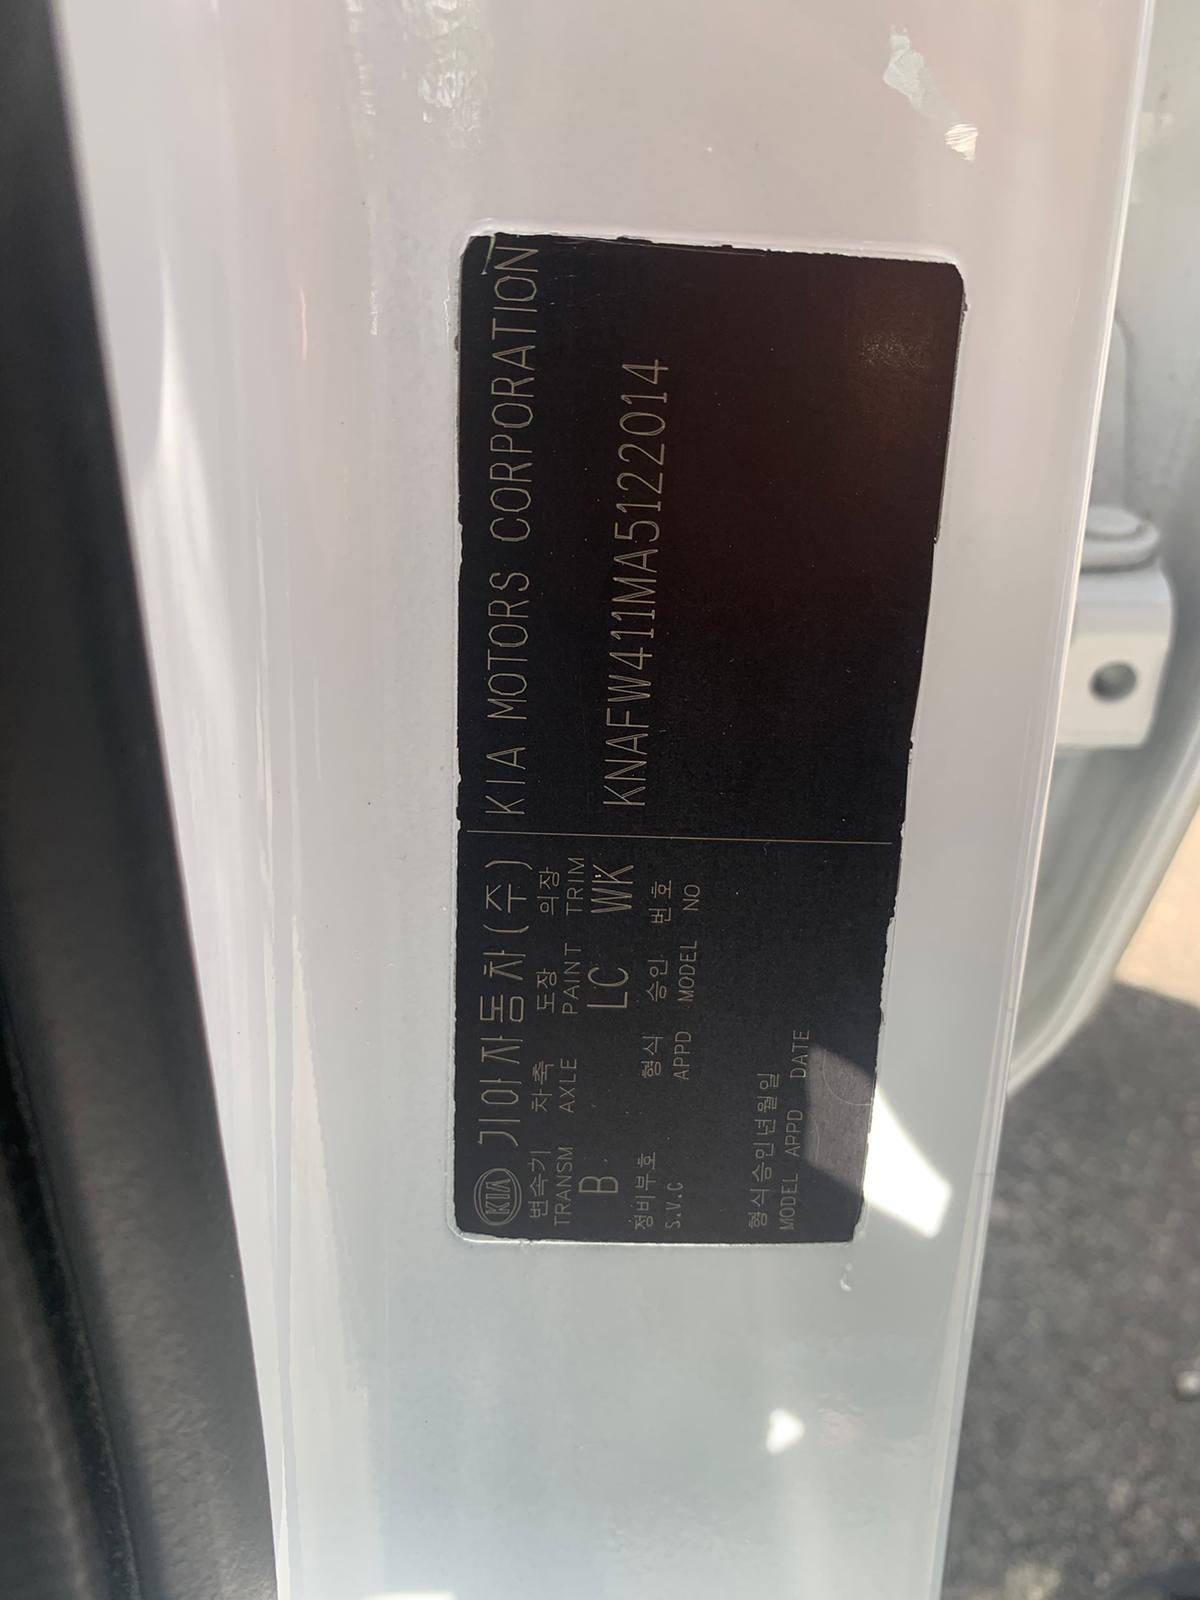 KIA 기아자동차(주) KIA MOTORS CORPORATION
변속기 차축 도장 의장
TRANSM AXLE PAINT TRIM
B LC WK
KNAFW411MA5122014
정비부호 형식 승인 번호
S.V.C APPD MODEL NO
형식승인년월일
MODEL APPD DATE